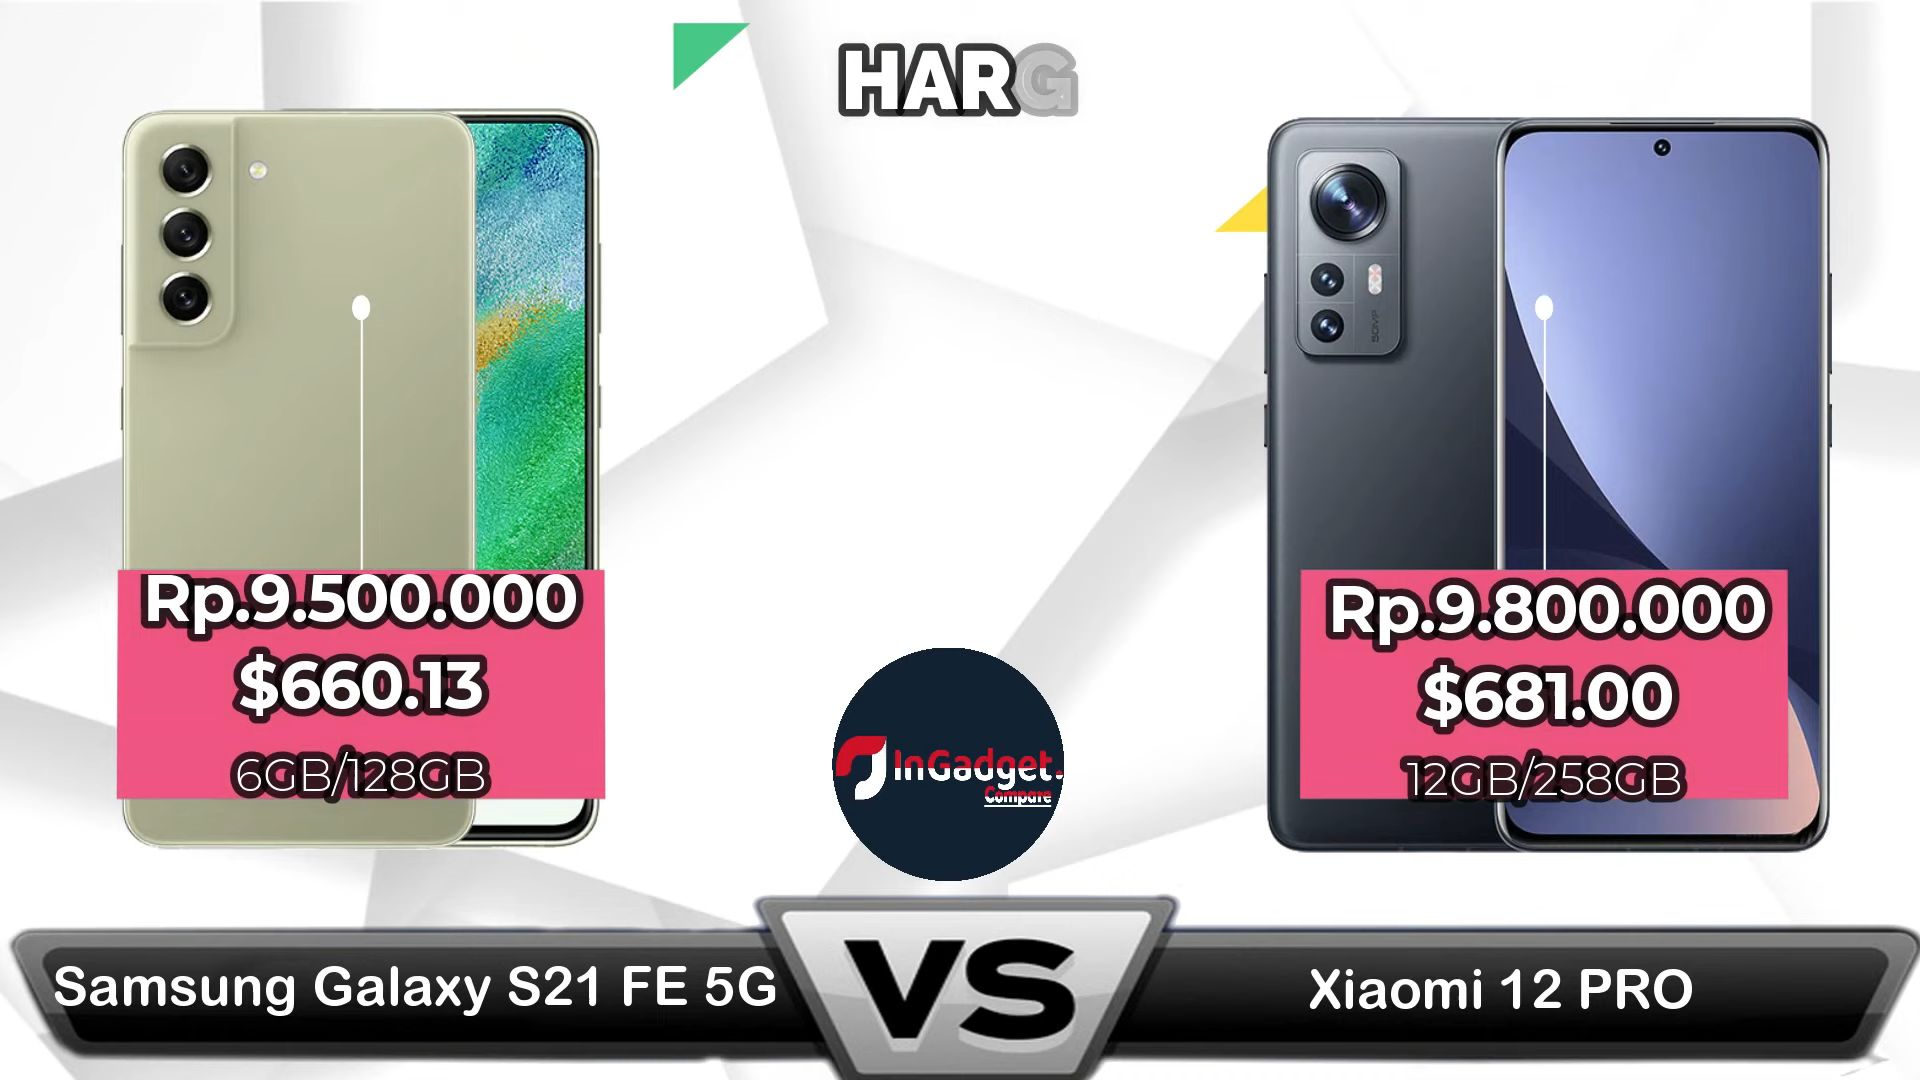 HARG
50MP
Rp.9.500.000
$660.13
6GB/128GB
Rp.9.800.000
$681.00
12GB/258GB
InGadget.
Compare
Samsung Galaxy S21 FE 5G
VS
Xiaomi 12 PRO